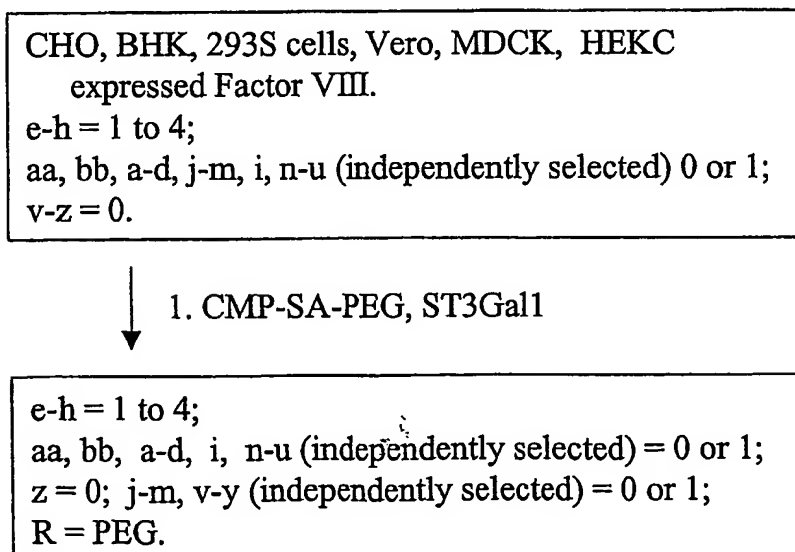 CHO, BHK, 293S cells, Vero, MDCK, HEKC
expressed Factor VIII.
e-h = 1 to 4;
aa, bb, a-d, j-m, i, n-u (independently selected) 0 or 1;
v-z = 0.
1. CMP-SA-PEG, ST3Gal1
e-h = 1 to 4;
aa, bb, a-d, i, n-u (independently selected) = 0 or 1;
z = 0; j-m, v-y (independently selected) = 0 or 1;
R = PEG.